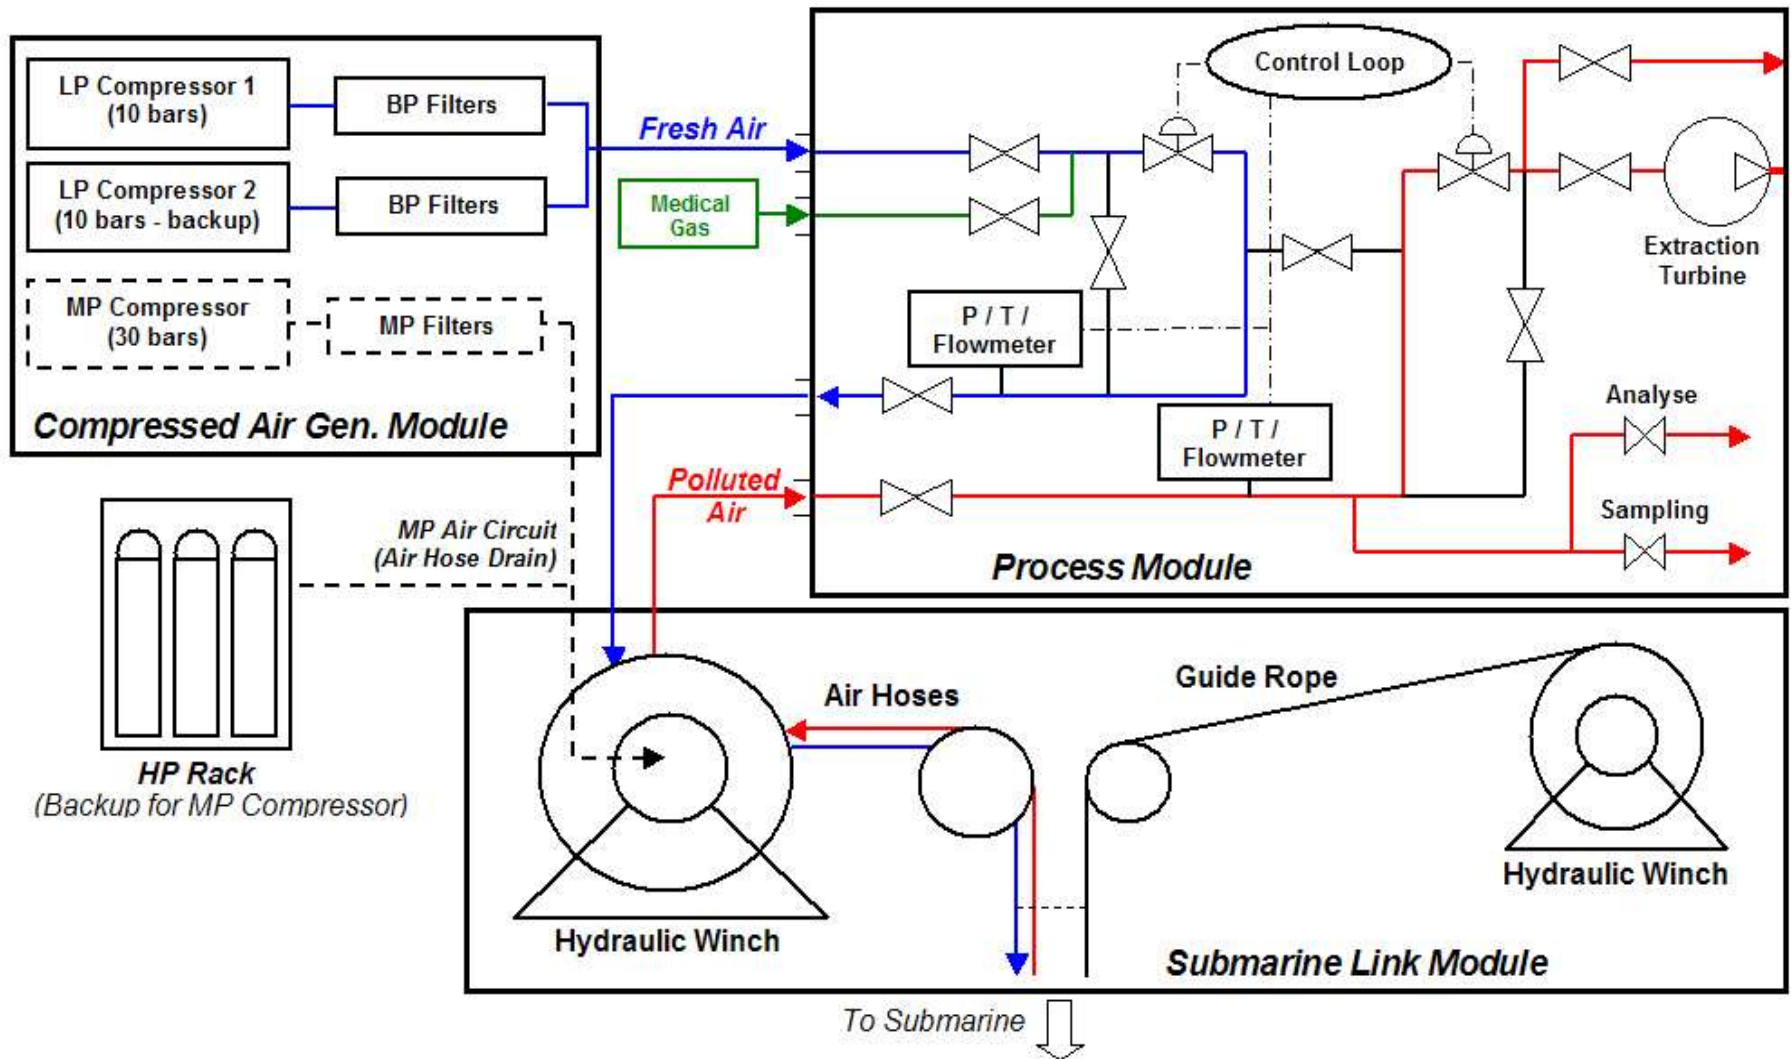 LP Compressor 1
(10 bars)
BP Filters
LP Compressor 2
(10 bars - backup)
BP Filters
MP Compressor
(30 bars)
MP Filters
Compressed Air Gen. Module
Fresh Air
Medical
Gas
Control Loop
Extraction
Turbine
P / T /
Flowmeter
P / T /
Flowmeter
Analyse
Sampling
Polluted
Air
Process Module
MP Air Circuit
(Air Hose Drain)
HP Rack
(Backup for MP Compressor)
Air Hoses
Guide Rope
Hydraulic Winch
Hydraulic Winch
Submarine Link Module
To Submarine